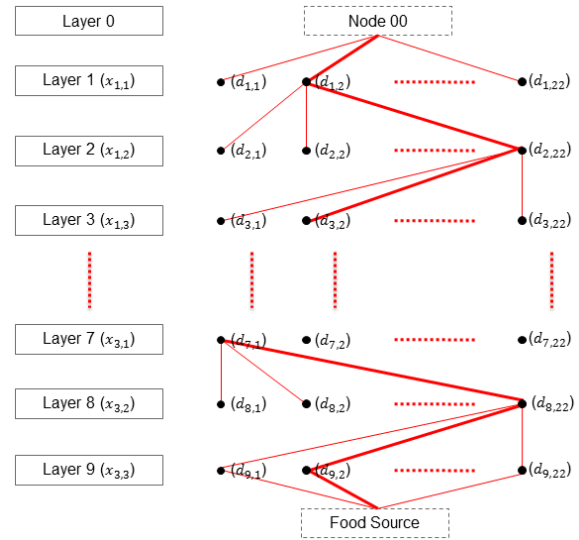 Layer 0 Node 00
Layer 1 (x₁,₁) (d₁,₁) (d₁,₂) (d₁,₂₂)
Layer 2 (x₁,₂) (d₂,₁) (d₂,₂) (d₂,₂₂)
Layer 3 (x₁,₃) (d₃,₁) (d₃,₂) (d₃,₂₂)
Layer 7 (x₃,₁) (d₇,₁) (d₇,₂) (d₇,₂₂)
Layer 8 (x₃,₂) (d₈,₁) (d₈,₂) (d₈,₂₂)
Layer 9 (x₃,₃) (d₉,₁) (d₉,₂) (d₉,₂₂)
Food Source